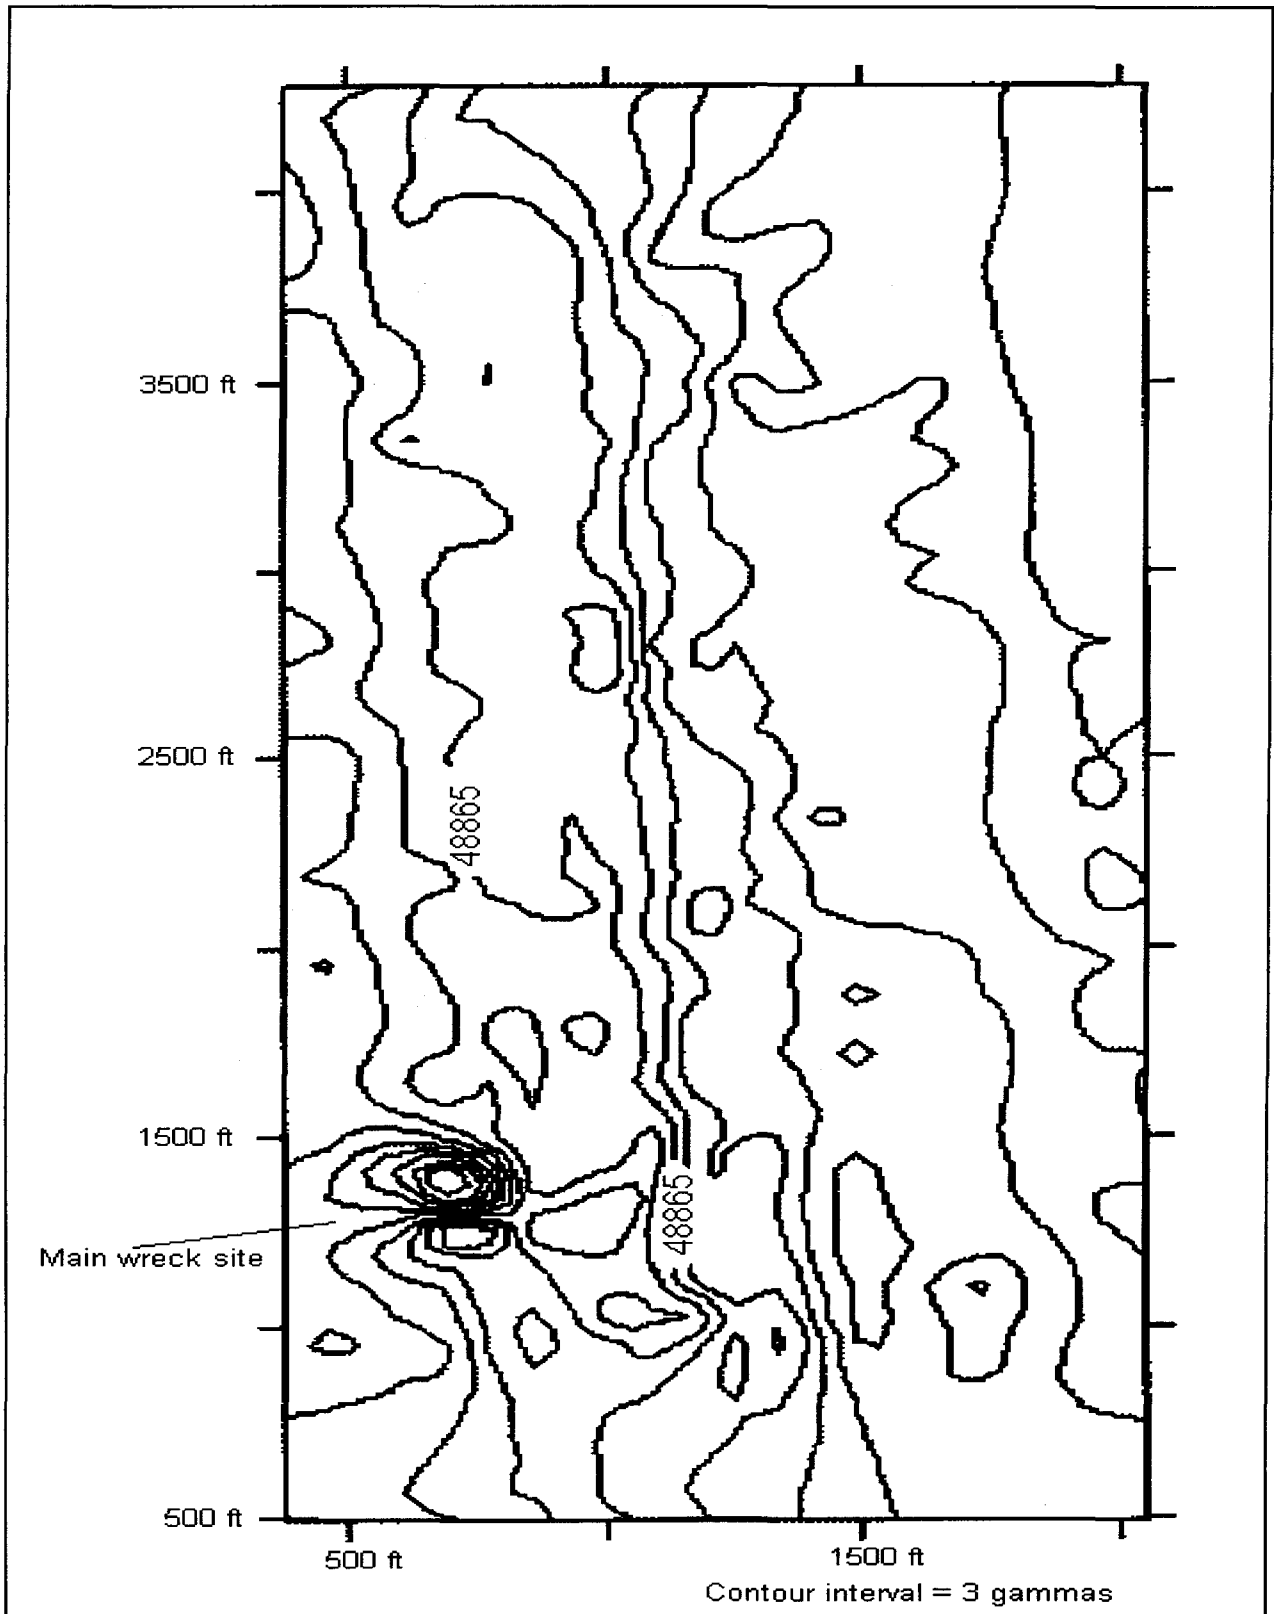 3500 ft
2500 ft
48865
1500 ft
48865
Main wreck site
500 ft
500 ft
1500 ft
Contour interval = 3 gammas